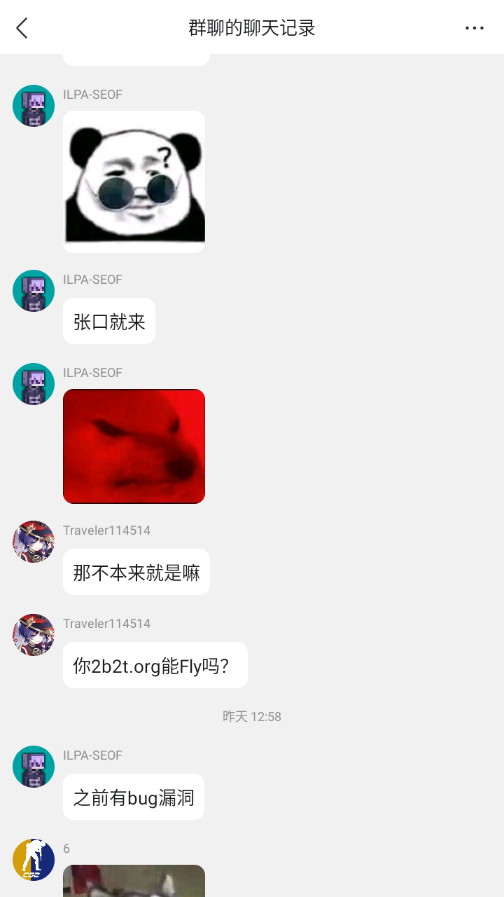 群聊的聊天记录
ILPA-SEOF
?
ILPA-SEOF
张口就来
ILPA-SEOF
Traveler114514
那不本来就是嘛
Traveler114514
你2b2t.org能Fly吗?
昨天 12:58
ILPA-SEOF
之前有bug漏洞
6